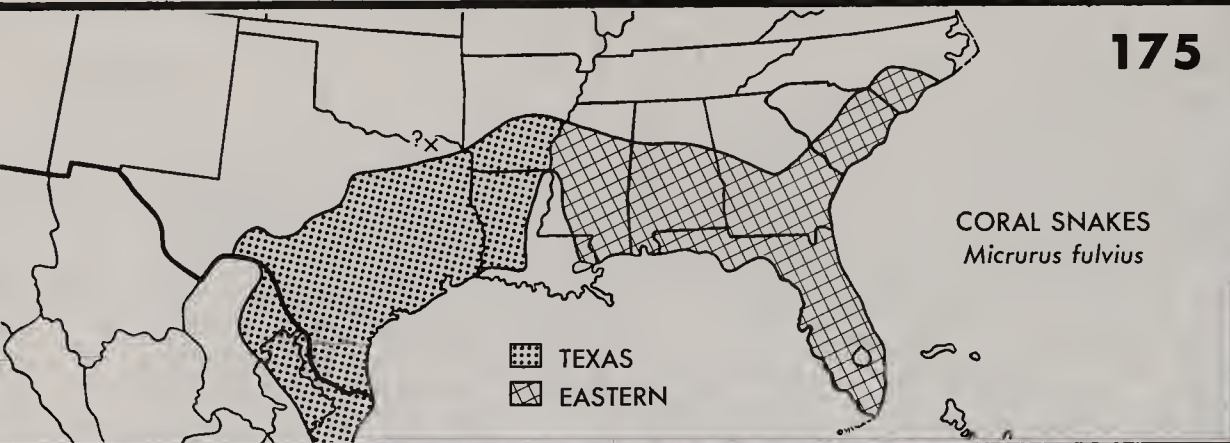 175
?x
CORAL SNAKES
Micrurus fulvius
TEXAS
EASTERN